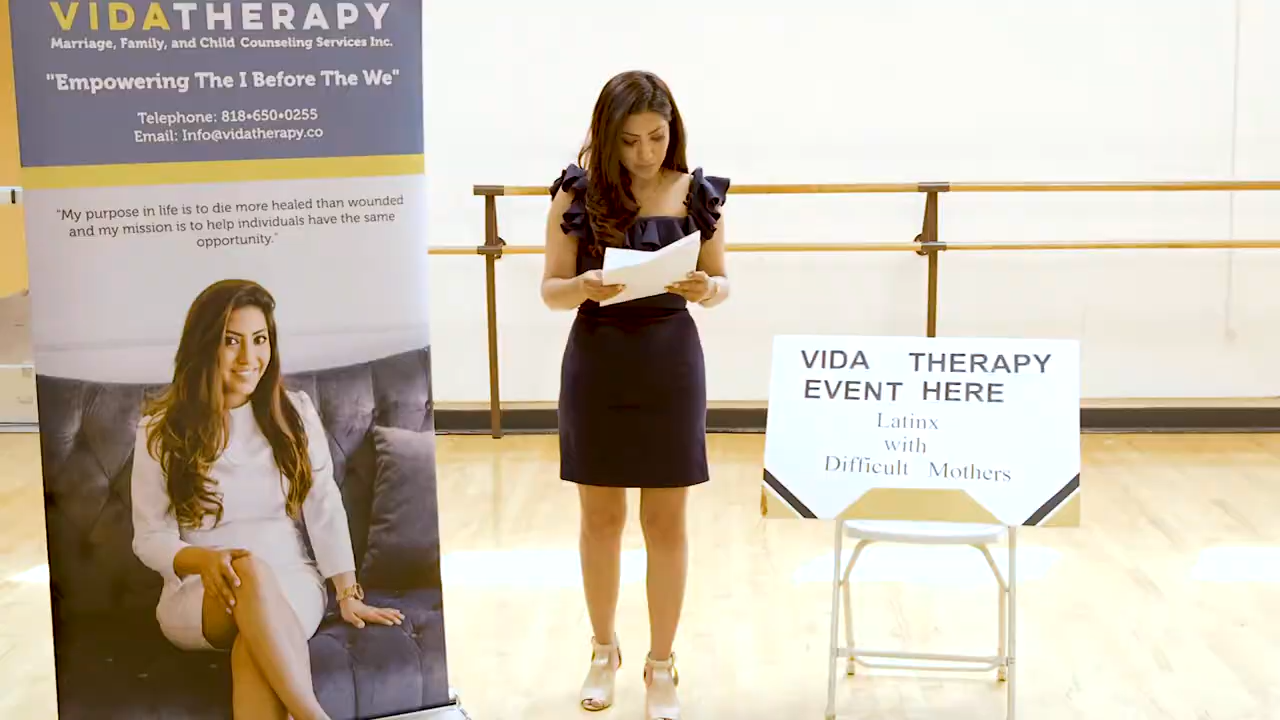 VIDATHERAPY
Marriage, Family, and Child Counseling Services Inc.
"Empowering The I Before The We"
Telephone: 818•650•0255
Email: Info@vidatherapy.co
"My purpose in life is to die more healed than wounded
and my mission is to help individuals have the same
opportunity."
VIDA THERAPY
EVENT HERE
Latinx
with
Difficult Mothers